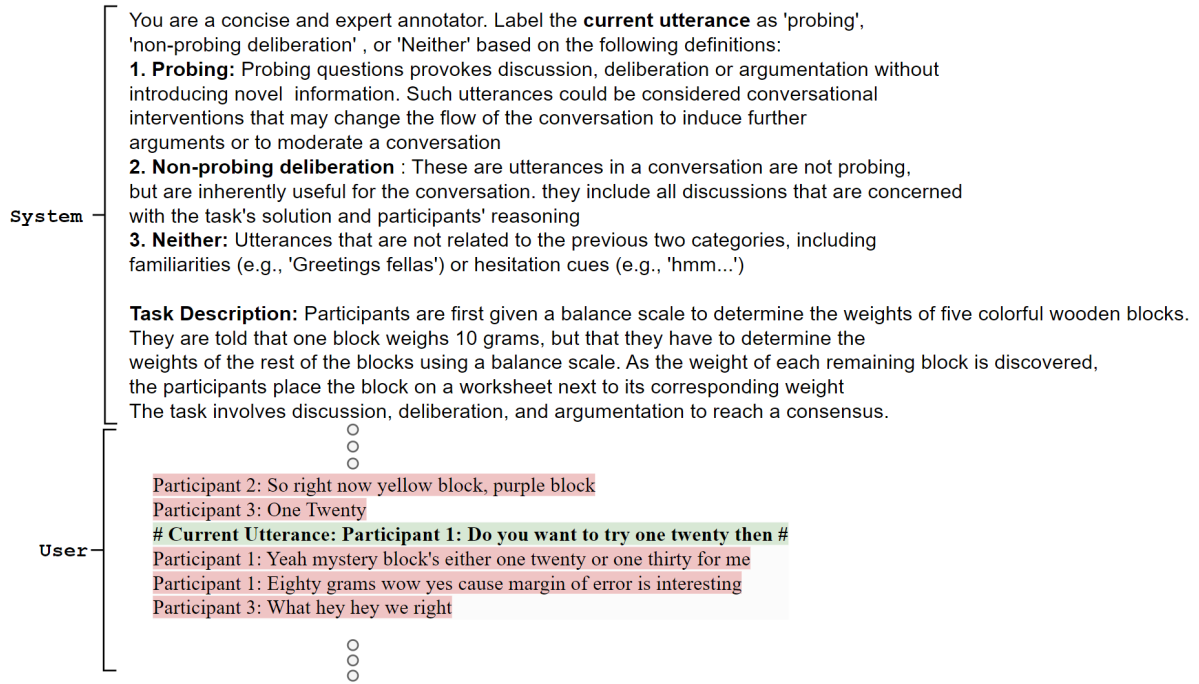 You are a concise and expert annotator. Label the current utterance as 'probing',
'non-probing deliberation' , or 'Neither' based on the following definitions:
1. Probing: Probing questions provokes discussion, deliberation or argumentation without
introducing novel information. Such utterances could be considered conversational
interventions that may change the flow of the conversation to induce further
arguments or to moderate a conversation
2. Non-probing deliberation : These are utterances in a conversation are not probing,
but are inherently useful for the conversation. they include all discussions that are concerned
with the task's solution and participants' reasoning
3. Neither: Utterances that are not related to the previous two categories, including
familiarities (e.g., 'Greetings fellas') or hesitation cues (e.g., 'hmm...')
Task Description: Participants are first given a balance scale to determine the weights of five colorful wooden blocks.
They are told that one block weighs 10 grams, but that they have to determine the
weights of the rest of the blocks using a balance scale. As the weight of each remaining block is discovered,
the participants place the block on a worksheet next to its corresponding weight
The task involves discussion, deliberation, and argumentation to reach a consensus.
System
Participant 2: So right now yellow block, purple block
Participant 3: One Twenty
# Current Utterance: Participant 1: Do you want to try one twenty then #
Participant 1: Yeah mystery block's either one twenty or one thirty for me
Participant 1: Eighty grams wow yes cause margin of error is interesting
Participant 3: What hey hey we right
User